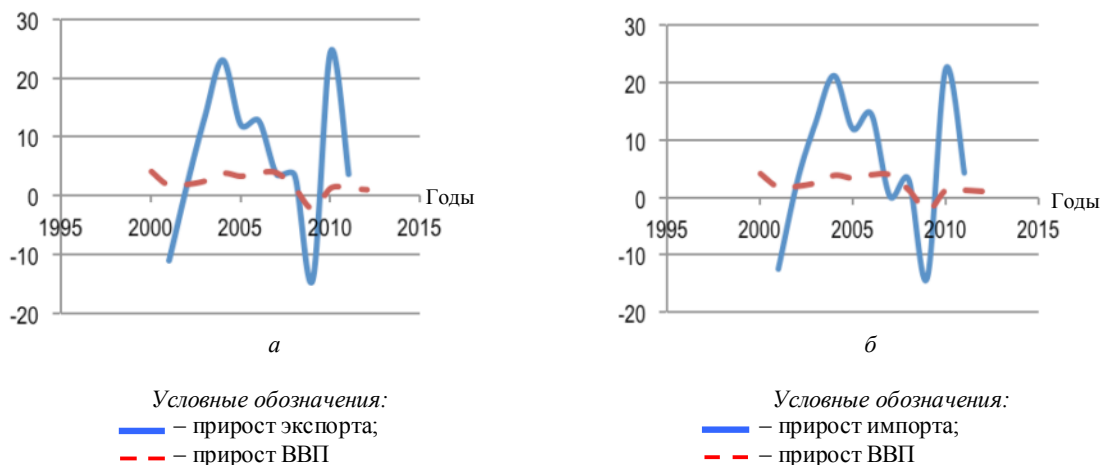 30
20
10
0
-10
-20
1995 2000 2005 2010 2015
Годы
а
Условные обозначения:
– прирост экспорта;
– прирост ВВП
30
20
10
0
-10
-20
1995 2000 2005 2010 2015
Годы
б
Условные обозначения:
– прирост импорта;
– прирост ВВП